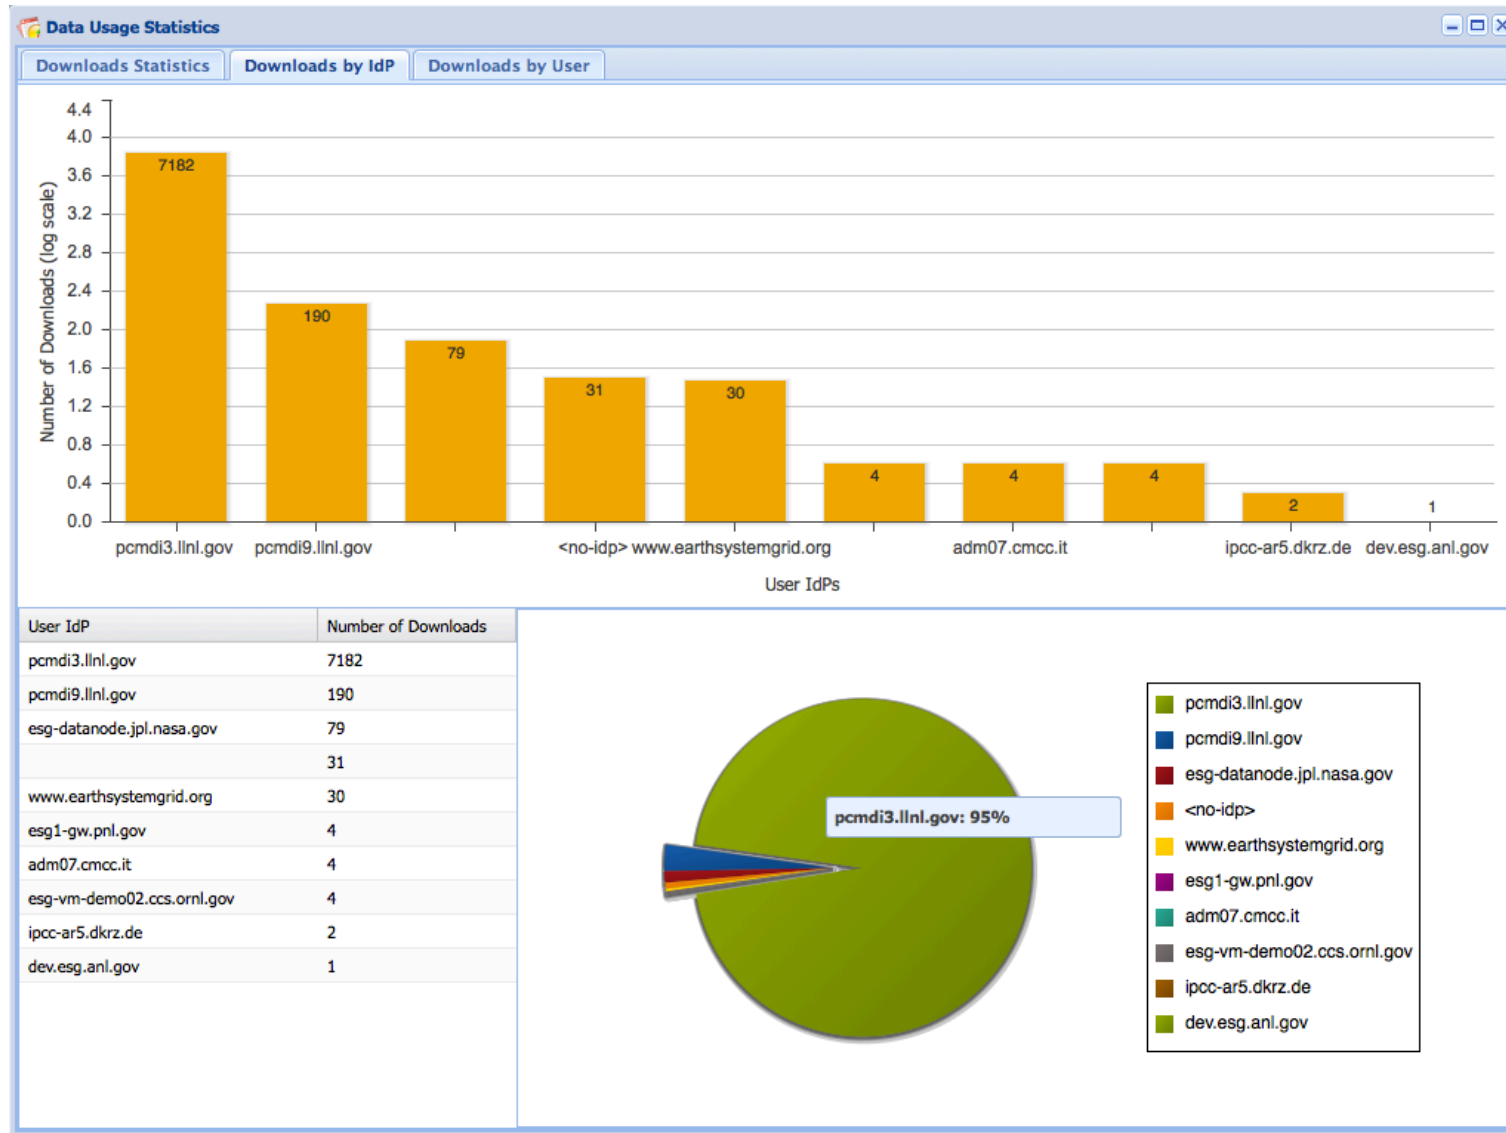 Data Usage Statistics
Downloads Statistics Downloads by IdP Downloads by User
4.4
4.0
3.6
3.2
2.8
2.4
2.0
1.6
1.2
0.8
0.4
0.0
Number of Downloads (log scale)
7182
190
79
31
30
4
4
4
2
1
pcmdi3.llnl.gov pcmdi9.llnl.gov <no-idp> www.earthsystemgrid.org adm07.cmcc.it ipcc-ar5.dkrz.de dev.esg.anl.gov
User IdPs
User IdP Number of Downloads
pcmdi3.llnl.gov 7182
pcmdi9.llnl.gov 190
esg-datanode.jpl.nasa.gov 79
31
www.earthsystemgrid.org 30
esg1-gw.pnl.gov 4
adm07.cmcc.it 4
esg-vm-demo02.ccs.ornl.gov 4
ipcc-ar5.dkrz.de 2
dev.esg.anl.gov 1
pcmdi3.llnl.gov: 95%
pcmdi3.llnl.gov
pcmdi9.llnl.gov
esg-datanode.jpl.nasa.gov
<no-idp>
www.earthsystemgrid.org
esg1-gw.pnl.gov
adm07.cmcc.it
esg-vm-demo02.ccs.ornl.gov
ipcc-ar5.dkrz.de
dev.esg.anl.gov